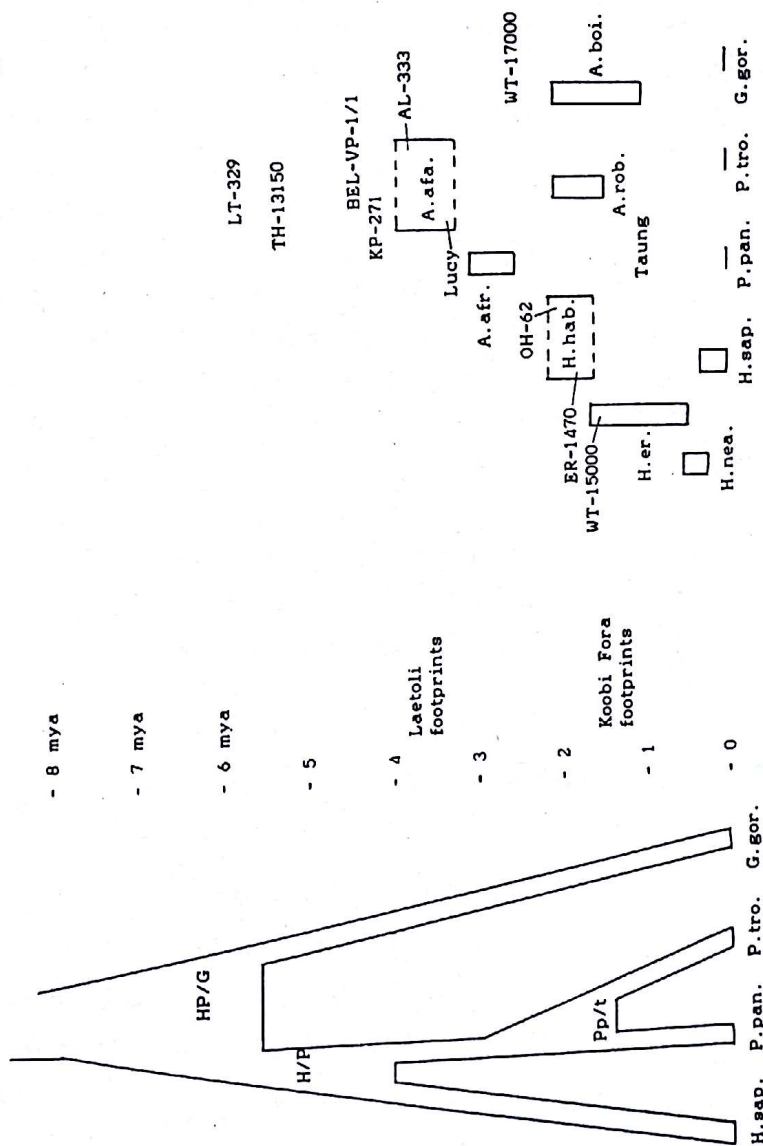 - 8 mya
- 7 mya
- 6 mya
- 5
- 4
- 3
- 2
- 1
- 0
HP/G
H/P
Pp/t
H.sap.
P.pan.
P.tro.
G.gor.
Laetoli
footprints
Koobi Fora
footprints
LT-329
TH-13150
BEL-VP-1/1
KP-271
AL-333
A.afa.
Lucy
A.afr.
WT-17000
OH-62
H.hab.
ER-1470
WT-15000
H.er.
H.nea.
A.rob.
A.boi.
Taung
H.sap.
P.pan.
P.tro.
G.gor.